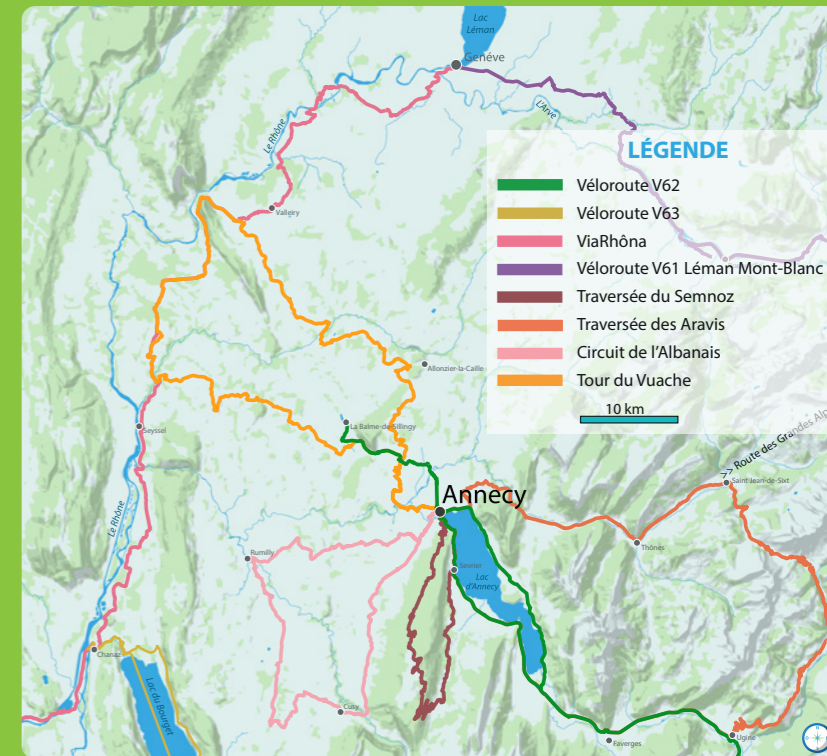 Lac
Léman
Genève
L'Arve
Le Rhône
Valleiry
LÉGENDE
Véloroute V62
Véloroute V63
ViaRhôna
Véloroute V61 Léman Mont-Blanc
Traversée du Semnoz
Traversée des Aravis
Circuit de l'Albanais
Tour du Vuache
10 km
Allonzier-la-Caille
Seyssel
La Balme-de-Sillingy
>> Route des Grandes Alp
Saint Jean-de-Sixt
Annecy
Le Rhône
Thônes
Rumilly
Sevrier
Lac
d'Annecy
Chanaz
Lac du Bourget
Cusy
Faverges
Ugine